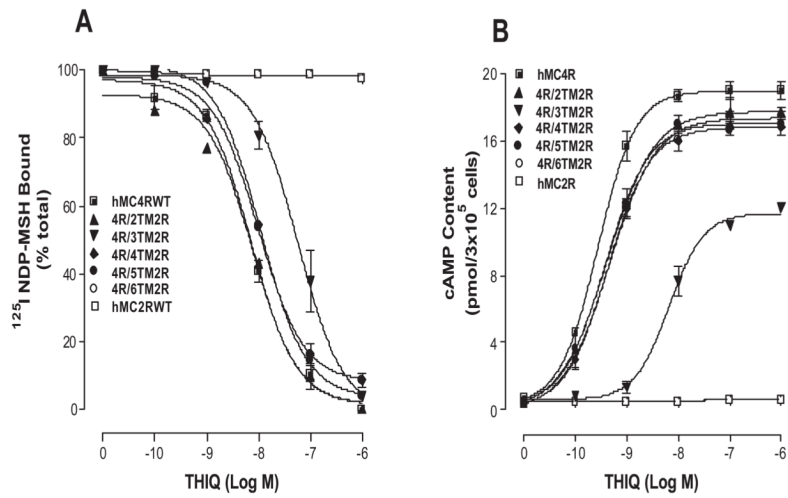 A
¹²⁵I NDP-MSH Bound
(% total)
100
80
60
40
20
0
hMC4RWT
4R/2TM2R
4R/3TM2R
4R/4TM2R
4R/5TM2R
4R/6TM2R
hMC2RWT
0 -10 -9 -8 -7 -6
THIQ (Log M)
B
cAMP Content
(pmol/3x10⁵ cells)
20
16
12
8
4
0
hMC4R
4R/2TM2R
4R/3TM2R
4R/4TM2R
4R/5TM2R
4R/6TM2R
hMC2R
0 -10 -9 -8 -7 -6
THIQ (Log M)